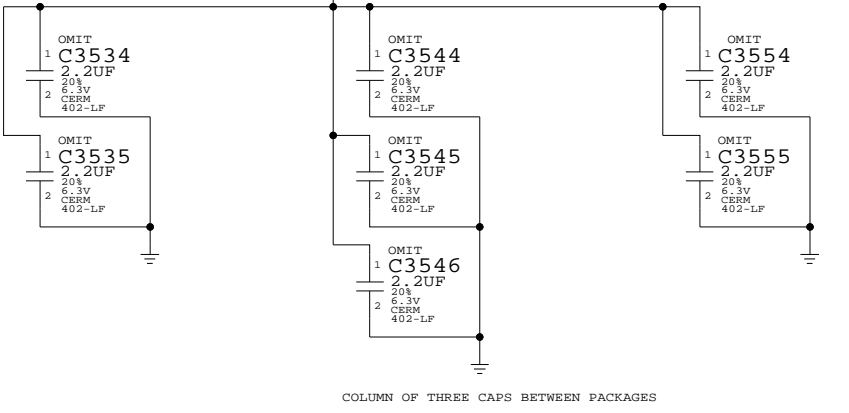 OMIT
1 C3534
2.2UF
20%
6.3V
2 CERM
402-LF
OMIT
1 C3544
2.2UF
20%
6.3V
2 CERM
402-LF
OMIT
1 C3554
2.2UF
20%
6.3V
2 CERM
402-LF
OMIT
1 C3535
2.2UF
20%
6.3V
2 CERM
402-LF
OMIT
1 C3545
2.2UF
20%
6.3V
2 CERM
402-LF
OMIT
1 C3555
2.2UF
20%
6.3V
2 CERM
402-LF
OMIT
1 C3546
2.2UF
20%
6.3V
2 CERM
402-LF
COLUMN OF THREE CAPS BETWEEN PACKAGES